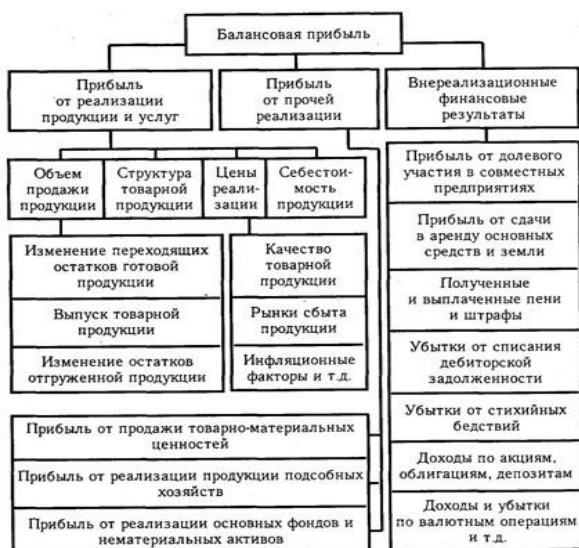 Балансовая прибыль
Прибыль
от реализации
продукции и услуг
Прибыль
от прочей
реализации
Внереализационные
финансовые
результаты
Объем
продажи
продукции
Структура
товарной
продукции
Цены
реали-
зации
Себестои-
мость
продукции
Изменение переходящих
остатков готовой
продукции
Выпуск товарной
продукции
Изменение остатков
отгруженной продукции
Качество
товарной
продукции
Рынки сбыта
продукции
Инфляционные
факторы и т.д.
Прибыль от продажи товарно-материальных
ценностей
Прибыль от реализации продукции подсобных
хозяйств
Прибыль от реализации основных фондов и
нематериальных активов
Прибыль от долевого
участия в совместных
предприятиях
Прибыль от сдачи
в аренду основных
средств и земли
Полученные
и выплаченные пени
и штрафы
Убытки от списания
дебиторской
задолженности
Убытки от стихийных
бедствий
Доходы по акциям,
облигациям, депозитам
Доходы и убытки
по валютным операциям
и т.д.